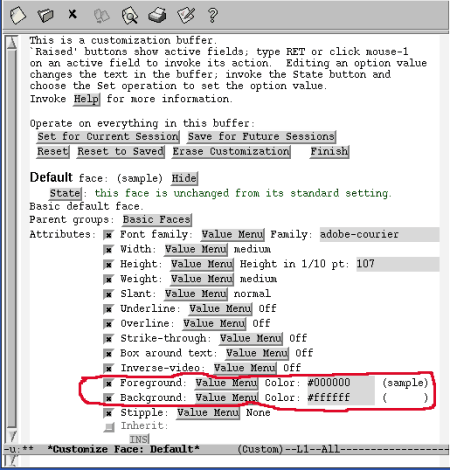 This is a customization buffer.
`Raised' buttons show active fields; type RET or click mouse-1
on an active field to invoke its action.  Editing an option value
changes the text in the buffer; invoke the State button and
choose the Set operation to set the option value.
Invoke Help for more information.
Operate on everything in this buffer:
Set for Current Session Save for Future Sessions
Reset Reset to Saved Erase Customization Finish
Default face: (sample) Hide
State: this face is unchanged from its standard setting.
Basic default face.
Parent groups: Basic Faces
Attributes: Font family: Value Menu Family: adobe-courier
Width: Value Menu medium
Height: Value Menu Height in 1/10 pt: 107
Weight: Value Menu medium
Slant: Value Menu normal
Underline: Value Menu Off
Overline: Value Menu Off
Strike-through: Value Menu Off
Box around text: Value Menu Off
Inverse-video: Value Menu Off
Foreground: Value Menu Color: #000000 (sample)
Background: Value Menu Color: #ffffff (      )
Stipple: Value Menu None
Inherit:
INS
-u:** *Customize Face: Default* (Custom)--L1--All--------------------